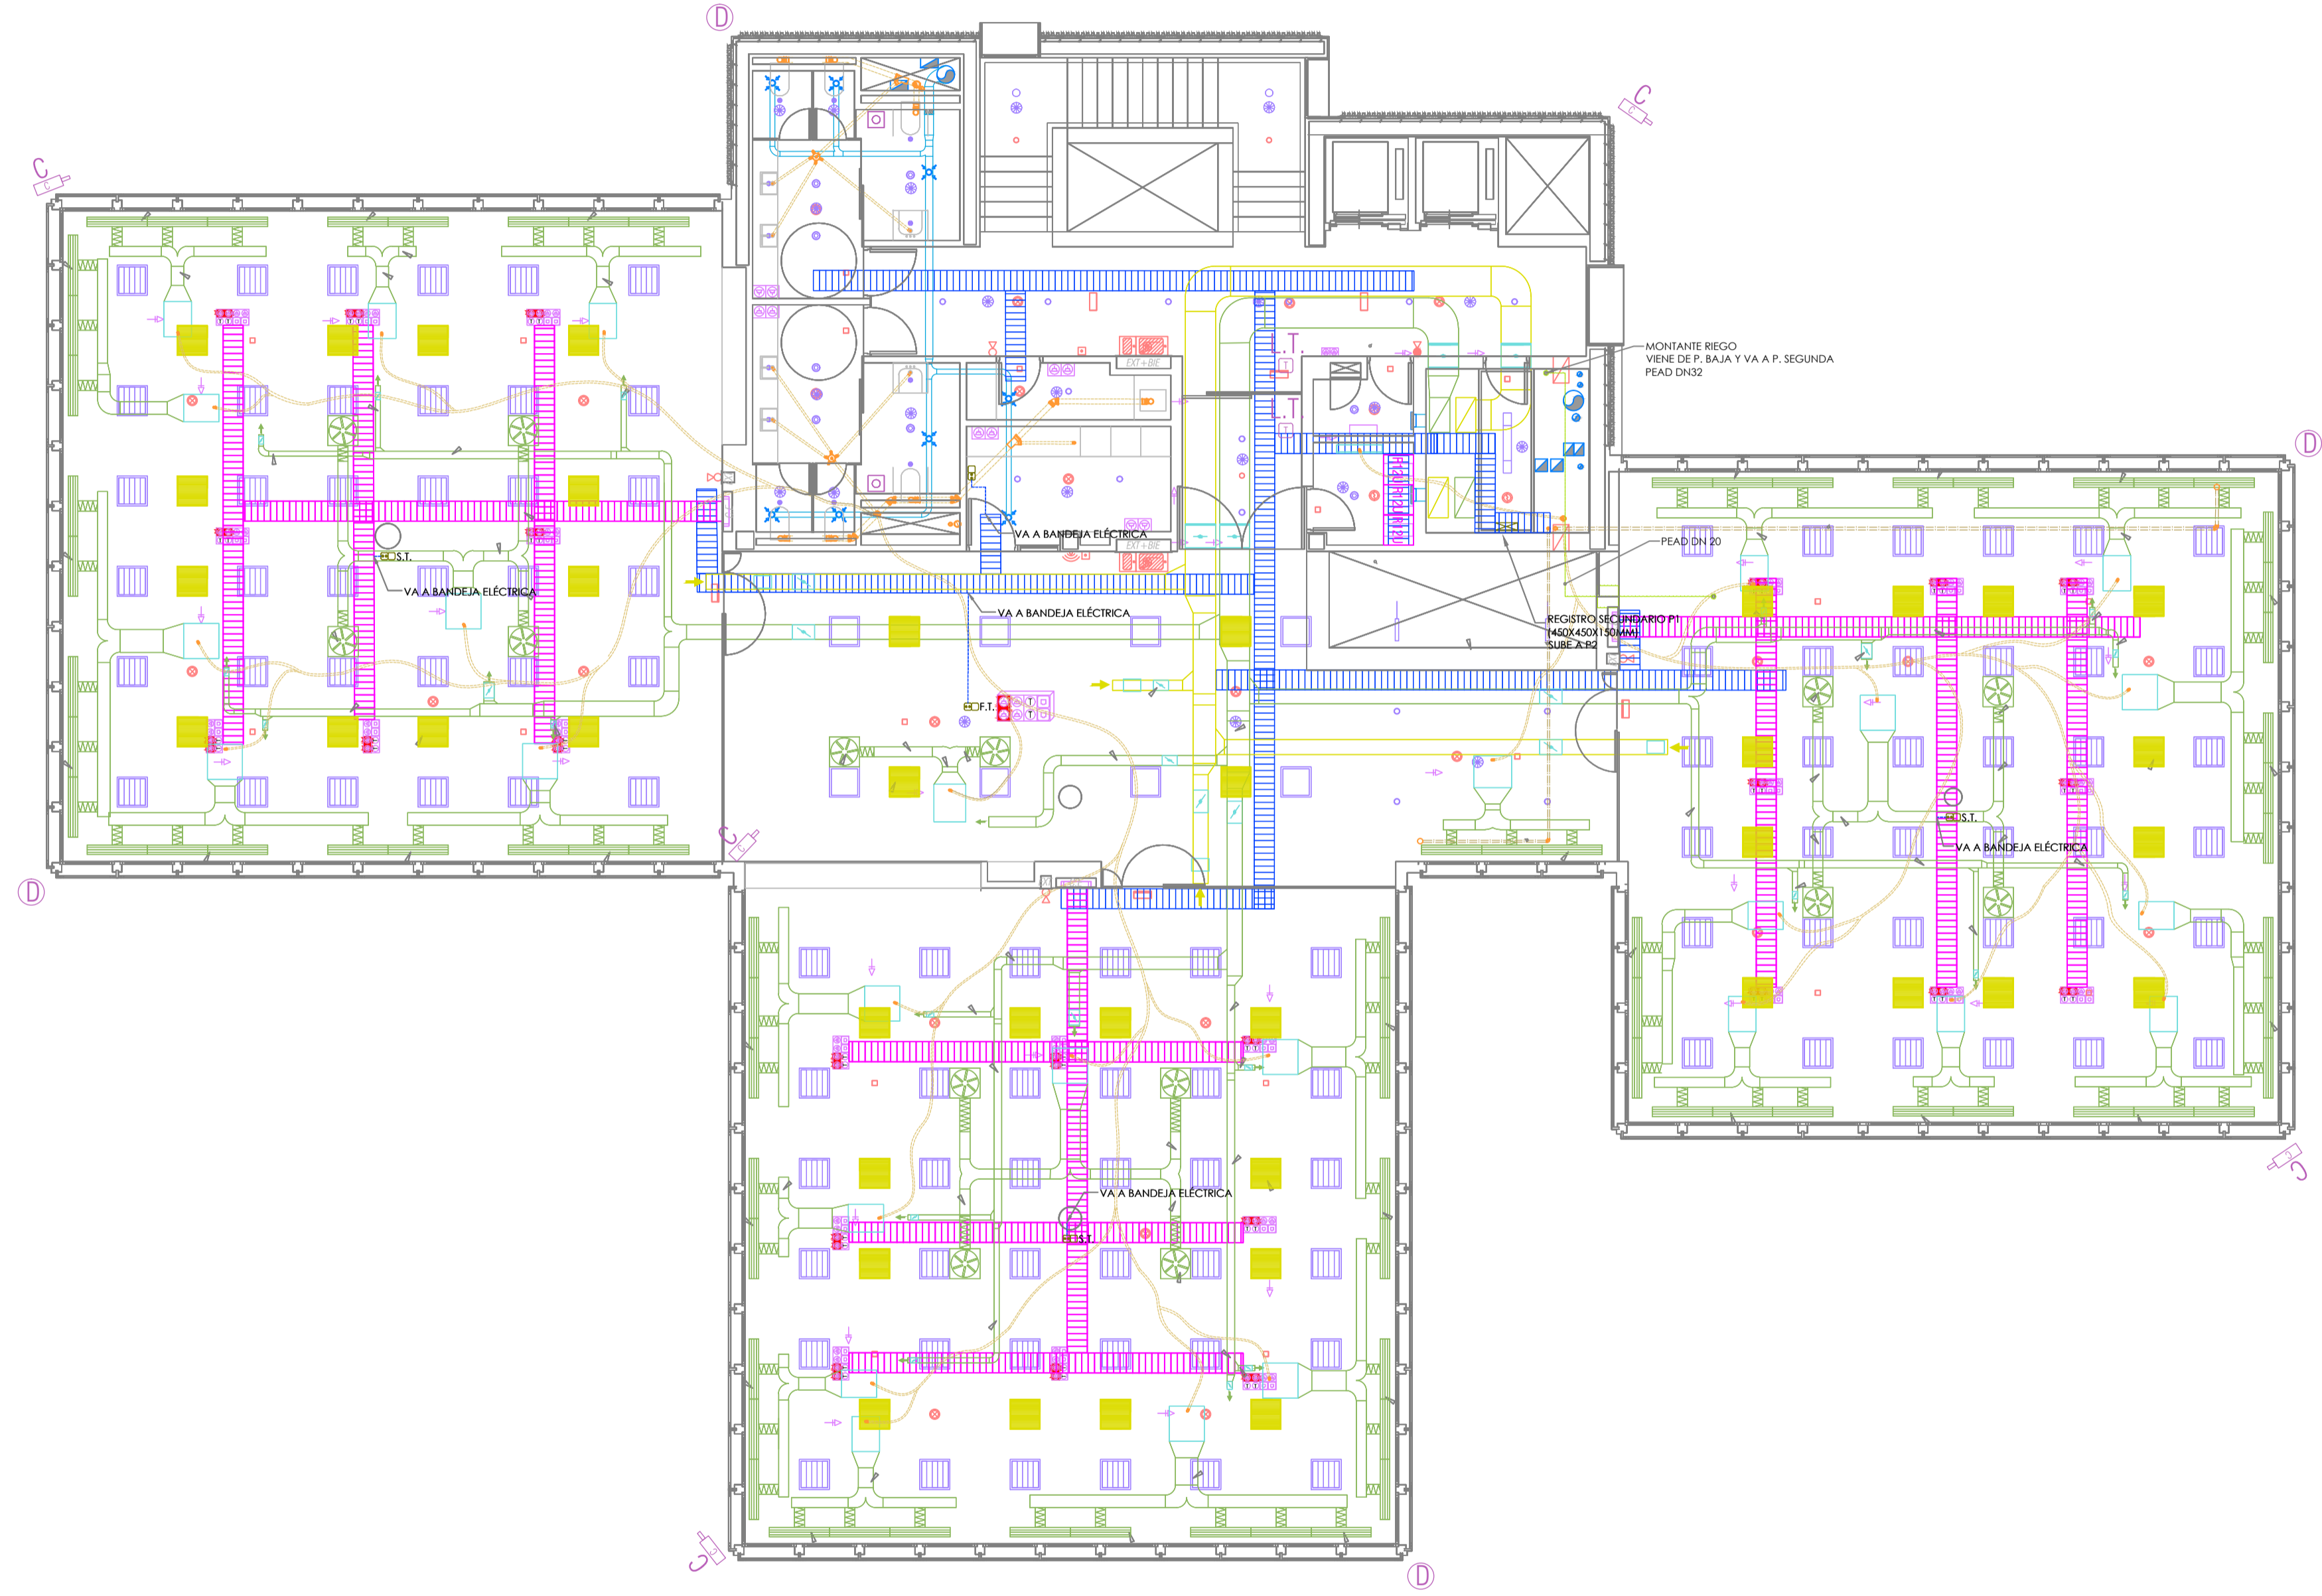 D
C
C
C
C
MONTANTE RIEGO
VIENE DE P. BAJA Y VA A P. SEGUNDA
PEAD DN32
L.T.
EXT+BIE
L.T.
D
VA A BANDEJA ELÉCTRICA
EXT+BIE
PEAD DN 20
S.T.
VA A BANDEJA ELÉCTRICA
VA A BANDEJA ELÉCTRICA
REGISTRO SECUNDARIO P1
(450X450X150MM)
SUBE A P2
F.T.
S.T.
VA A BANDEJA ELÉCTRICA
C
C
D
VA A BANDEJA ELÉCTRICA
S.T.
C
C
C
C
D